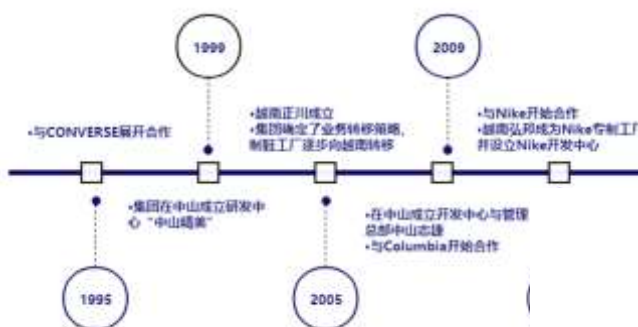 1999
2009
•与CONVERSE展开合作
•越南正川成立
•集团确定了业务转移策略，
制鞋工厂逐步向越南转移
•与Nike开始合作
•越南弘邦成为Nike专制工厂
并设立Nike开发中心
•集团在中山成立研发中
心“中山精美”
•在中山成立开发中心与管理
总部中山志捷
•与Columbia开始合作
1995
2005